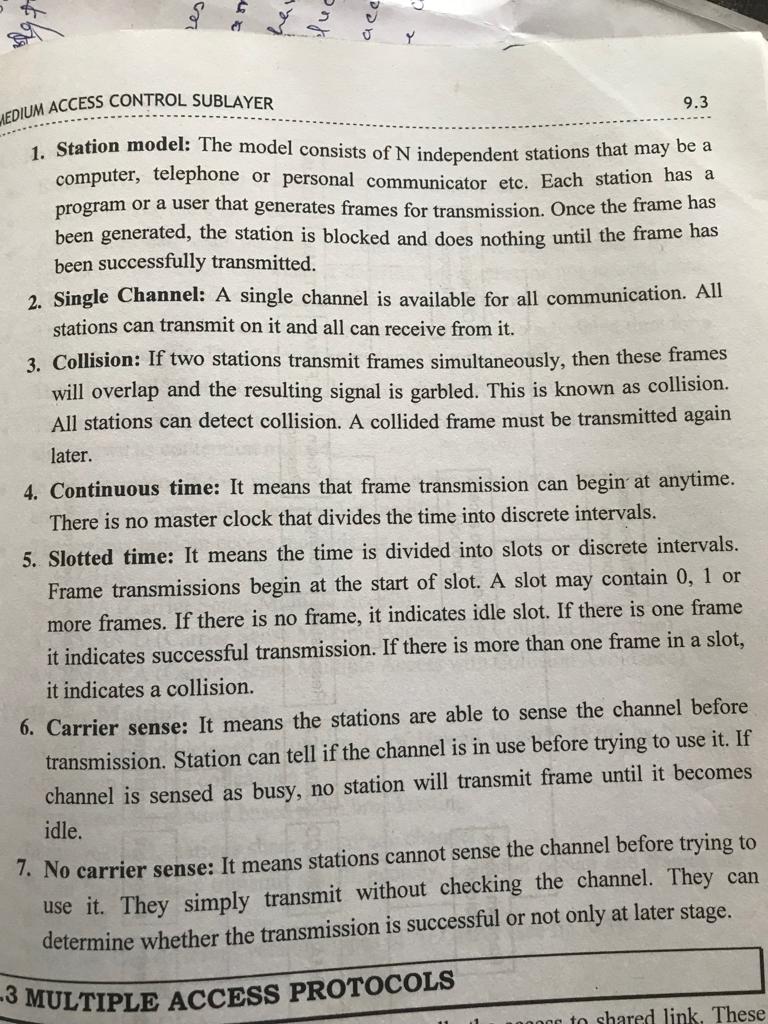 MEDIUM ACCESS CONTROL SUBLAYER 9.3
1. Station model: The model consists of N independent stations that may be a
computer, telephone or personal communicator etc. Each station has a
program or a user that generates frames for transmission. Once the frame has
been generated, the station is blocked and does nothing until the frame has
been successfully transmitted.
2. Single Channel: A single channel is available for all communication. All
stations can transmit on it and all can receive from it.
3. Collision: If two stations transmit frames simultaneously, then these frames
will overlap and the resulting signal is garbled. This is known as collision.
All stations can detect collision. A collided frame must be transmitted again
later.
4. Continuous time: It means that frame transmission can begin at anytime.
There is no master clock that divides the time into discrete intervals.
5. Slotted time: It means the time is divided into slots or discrete intervals.
Frame transmissions begin at the start of slot. A slot may contain 0, 1 or
more frames. If there is no frame, it indicates idle slot. If there is one frame
it indicates successful transmission. If there is more than one frame in a slot,
it indicates a collision.
6. Carrier sense: It means the stations are able to sense the channel before
transmission. Station can tell if the channel is in use before trying to use it. If
channel is sensed as busy, no station will transmit frame until it becomes
idle.
7. No carrier sense: It means stations cannot sense the channel before trying to
use it. They simply transmit without checking the channel. They can
determine whether the transmission is successful or not only at later stage.
.3 MULTIPLE ACCESS PROTOCOLS
to shared link. These